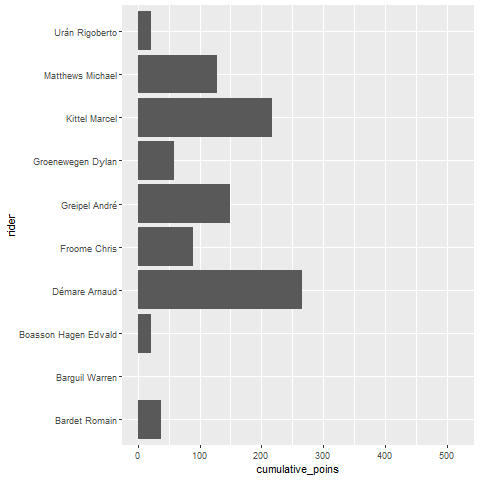 Urán Rigoberto
Matthews Michael
Kittel Marcel
Groenewegen Dylan
Greipel André
Froome Chris
Démare Arnaud
Boasson Hagen Edvald
Barguil Warren
Bardet Romain
rider
0 100 200 300 400 500
cumulative_poins